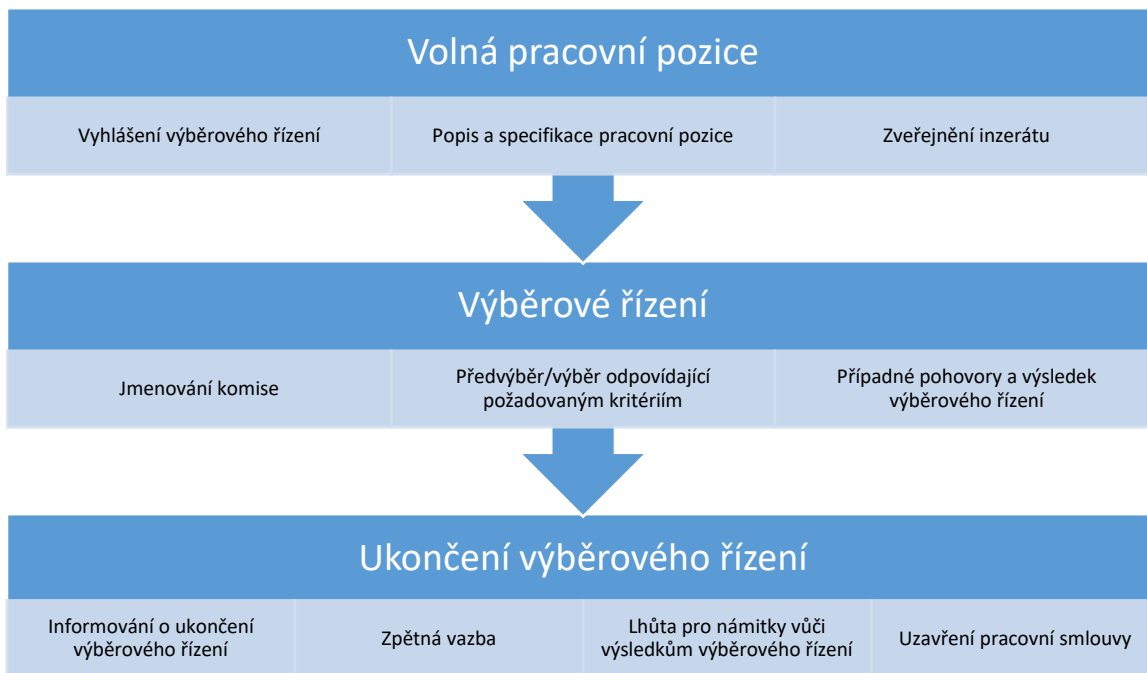 Volná pracovní pozice
Vyhlášení výběrového řízení
Popis a specifikace pracovní pozice
Zveřejnění inzerátu
Výběrové řízení
Jmenování komise
Předvýběr/výběr odpovídající
požadovaným kritériím
Případné pohovory a výsledek
výběrového řízení
Ukončení výběrového řízení
Informování o ukončení
výběrového řízení
Zpětná vazba
Lhůta pro námitky vůči
výsledkům výběrového řízení
Uzavření pracovní smlouvy